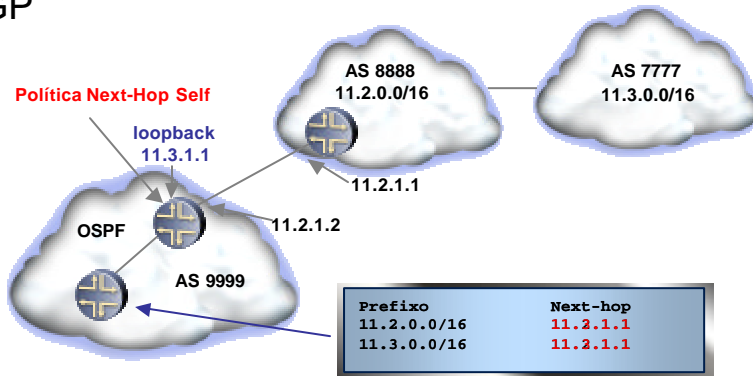 GP
AS 8888
11.2.0.0/16
AS 7777
11.3.0.0/16
Política Next-Hop Self
loopback
11.3.1.1
11.2.1.1
11.2.1.2
OSPF
AS 9999
Prefixo Next-hop
11.2.0.0/16 11.2.1.1
11.3.0.0/16 11.2.1.1